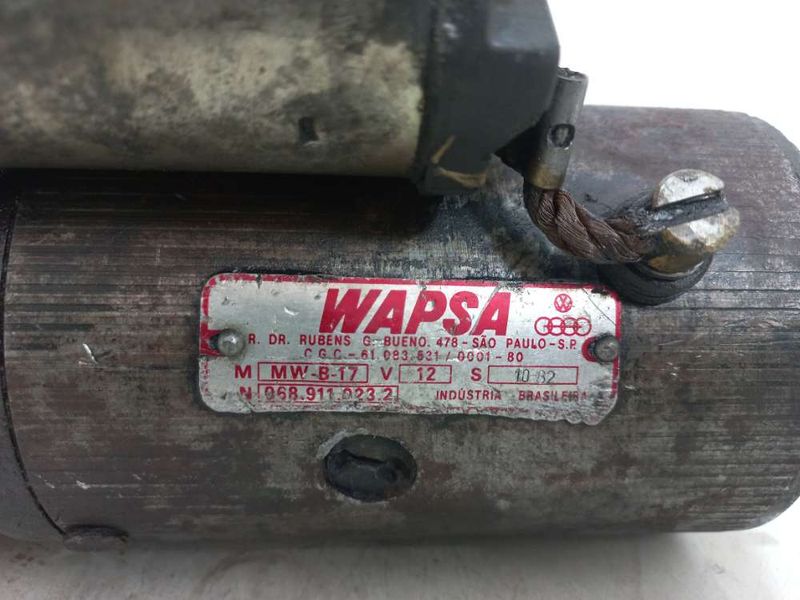 WAPSA
R. DR. RUBENS G. BUENO, 478 - SÃO PAULO - S.P.
C.G.C. - 61.083.531/0001-80
M MW-B-17 V 12 S 10 82
N 068.911.023.2 INDÚSTRIA BRASILEIRA